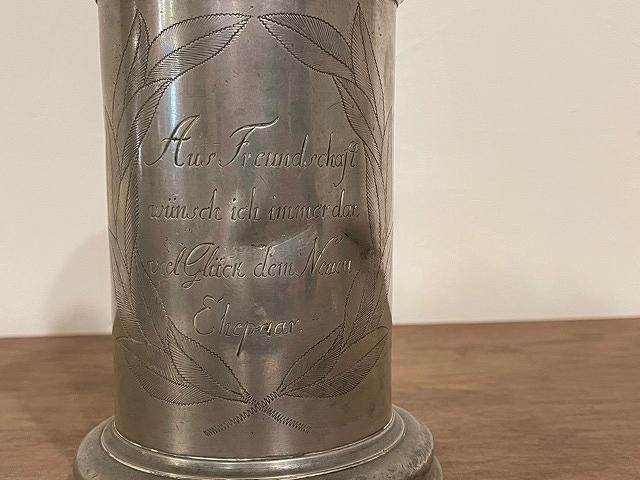 Aus Freundschaft
wünsch ich immerdar,
viel Glück dem Neuen
Ehepaar.